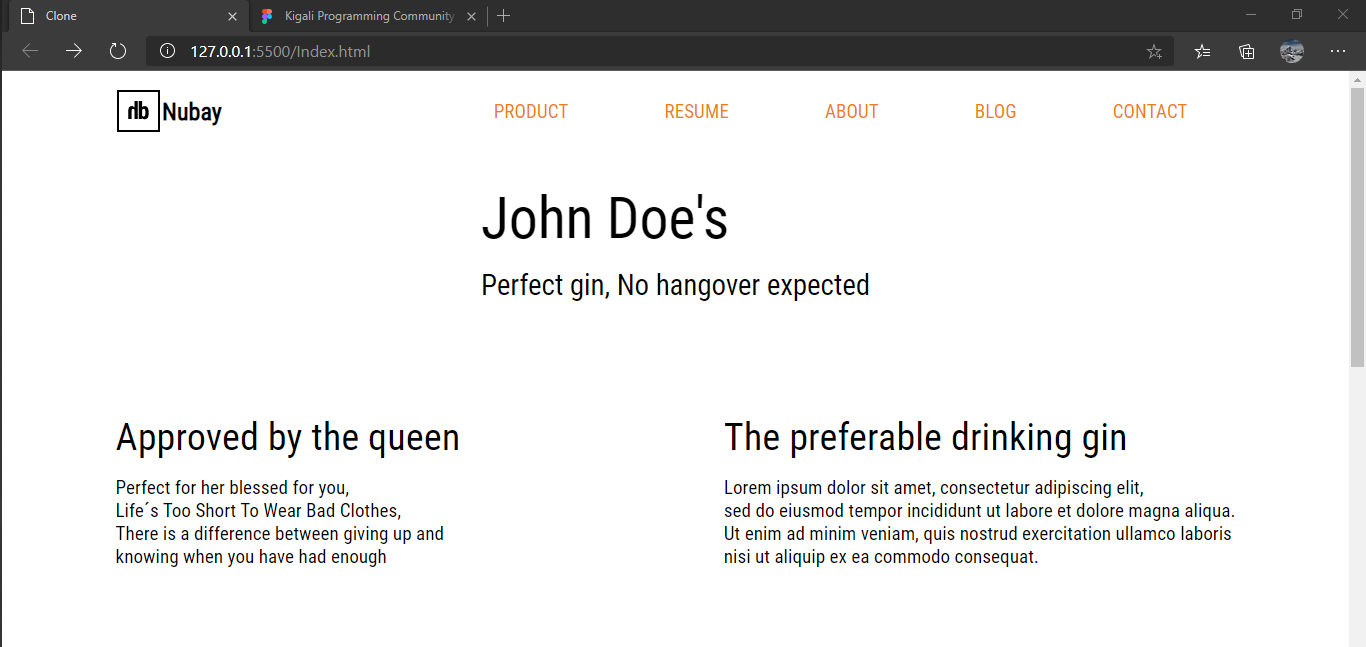 Clone
Kigali Programming Community
127.0.0.1:5500/Index.html
db Nubay
PRODUCT
RESUME
ABOUT
BLOG
CONTACT
John Doe's
Perfect gin, No hangover expected
Approved by the queen
Perfect for her blessed for you,
Life´s Too Short To Wear Bad Clothes,
There is a difference between giving up and
knowing when you have had enough
The preferable drinking gin
Lorem ipsum dolor sit amet, consectetur adipiscing elit,
sed do eiusmod tempor incididunt ut labore et dolore magna aliqua.
Ut enim ad minim veniam, quis nostrud exercitation ullamco laboris
nisi ut aliquip ex ea commodo consequat.